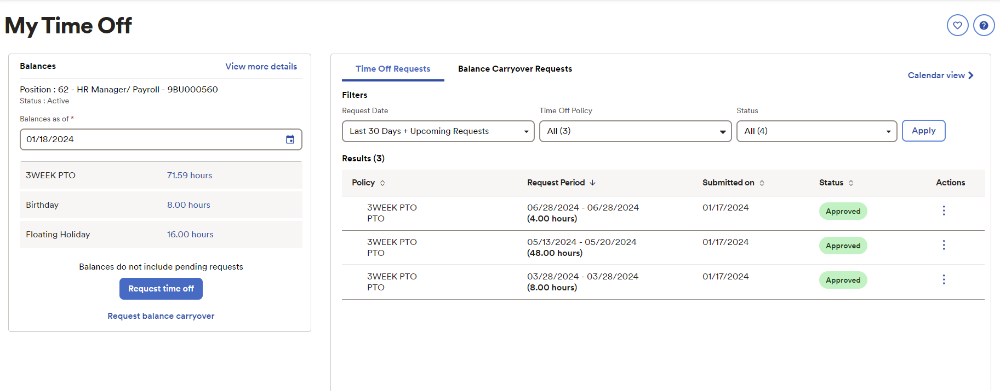 My Time Off
Balances
View more details
Position : 62 - HR Manager/ Payroll - 9BU000560
Status : Active
Balances as of *
01/18/2024
3WEEK PTO 71.59 hours
Birthday 8.00 hours
Floating Holiday 16.00 hours
Balances do not include pending requests
Request time off
Request balance carryover
Time Off Requests Balance Carryover Requests
Calendar view
Filters
Request Date Time Off Policy Status
Last 30 Days + Upcoming Requests All (3) All (4) Apply
Results (3)
Policy Request Period Submitted on Status Actions
3WEEK PTO 06/28/2024 - 06/28/2024 01/17/2024 Approved
PTO (4.00 hours)
3WEEK PTO 05/13/2024 - 05/20/2024 01/17/2024 Approved
PTO (48.00 hours)
3WEEK PTO 03/28/2024 - 03/28/2024 01/17/2024 Approved
PTO (8.00 hours)